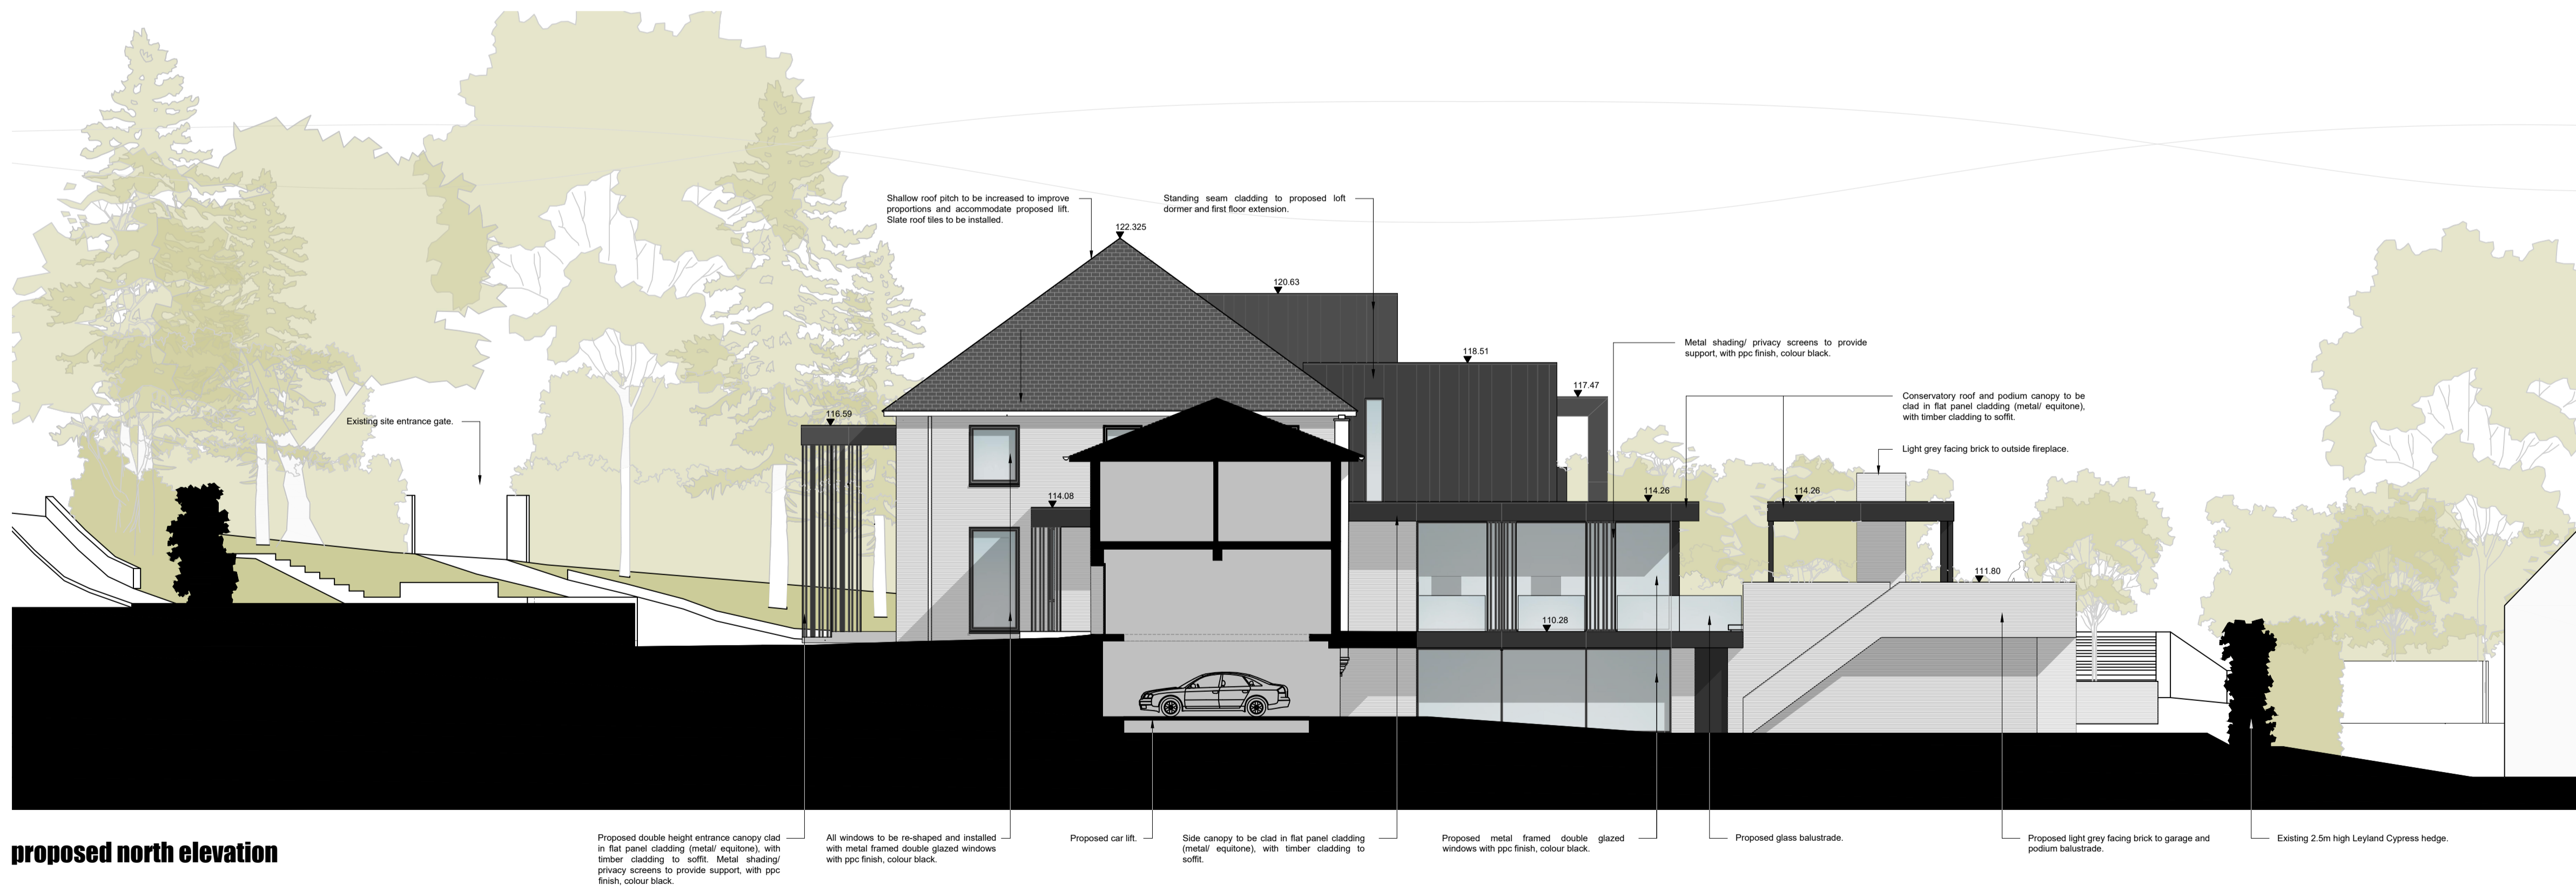 Shallow roof pitch to be increased to improve
proportions and accommodate proposed lift.
Slate roof tiles to be installed.
Standing seam cladding to proposed loft
dormer and first floor extension.
122.325
120.63
118.51
117.47
116.59
Metal shading/ privacy screens to provide
support, with ppc finish, colour black.
Conservatory roof and podium canopy to be
clad in flat panel cladding (metal/ equitone),
with timber cladding to soffit.
Existing site entrance gate.
Light grey facing brick to outside fireplace.
114.08
114.26
114.26
111.80
110.28
proposed north elevation
Proposed double height entrance canopy clad
in flat panel cladding (metal/ equitone), with
timber cladding to soffit. Metal shading/
privacy screens to provide support, with ppc
finish, colour black.
All windows to be re-shaped and installed
with metal framed double glazed windows
with ppc finish, colour black.
Proposed car lift.
Side canopy to be clad in flat panel cladding
(metal/ equitone), with timber cladding to
soffit.
Proposed metal framed double glazed
windows with ppc finish, colour black.
Proposed glass balustrade.
Proposed light grey facing brick to garage and
podium balustrade.
Existing 2.5m high Leyland Cypress hedge.